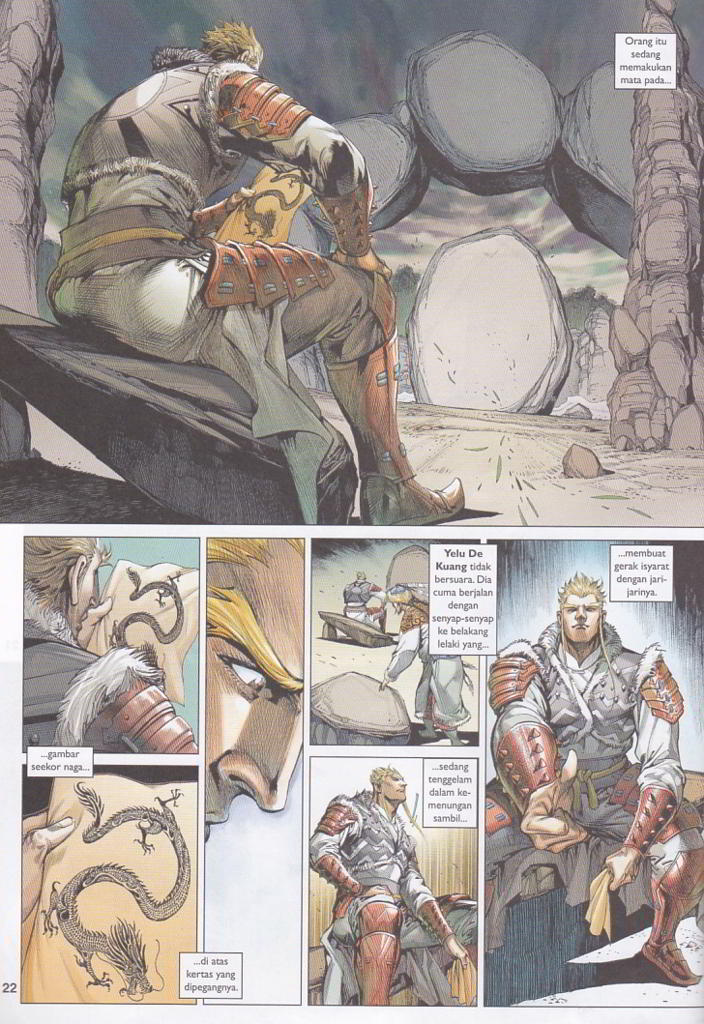 Orang itu
sedang
memakukan
mata pada...
...gambar
seekor naga...
...di atas
kertas yang
dipegangnya.
Yelu De
Kuang tidak
bersuara. Dia
cuma berjalan
dengan
senyap-senyap
ke belakang
lelaki yang...
...sedang
tenggelam
dalam ke-
menungan
sambil...
...membuat
gerak isyarat
dengan jari-
jarinya.
22